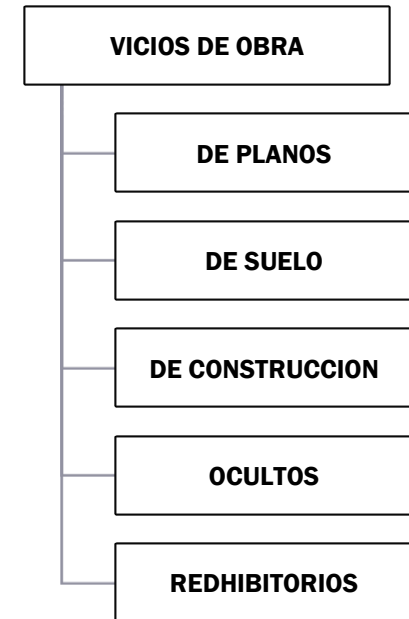 VICIOS DE OBRA
DE PLANOS
DE SUELO
DE CONSTRUCCION
OCULTOS
REDHIBITORIOS